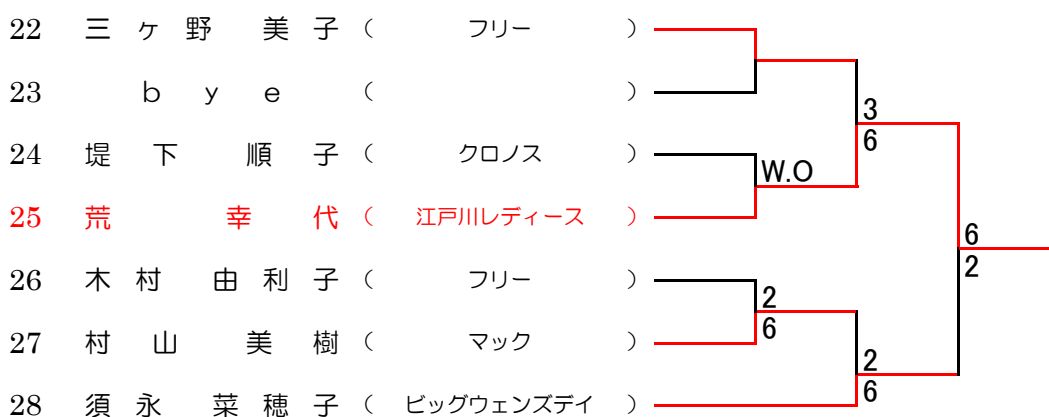 22 三ヶ野 美子 ( フリー )
23 bye ( )
3
24 堤下 順子 ( クロノス )
6
W.O
25 荒 幸代 ( 江戸川レディース )
6
26 木村 由利子 ( フリー )
2
2
6
27 村山 美樹 ( マック )
2
28 須永 菜穂子 ( ビッグウェンズデイ )
6